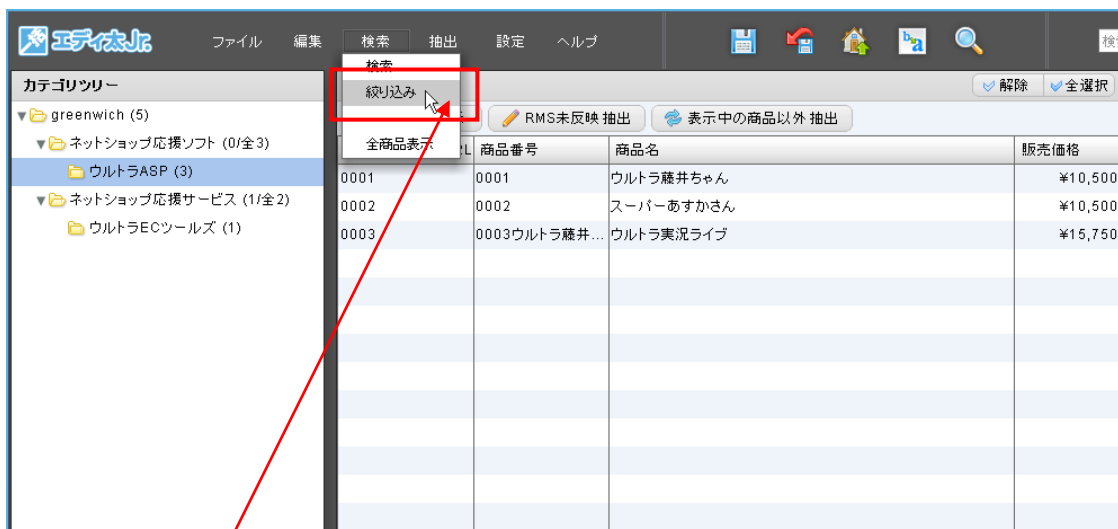 エディ太Jr. ファイル 編集 検索 抽出 設定 ヘルプ
検索
絞り込み
全商品表示
カテゴリツリー
解除 全選択
greenwich (5)
ネットショップ応援ソフト (0/全3)
ウルトラASP (3)
ネットショップ応援サービス (1/全2)
ウルトラECツールズ (1)
RMS未反映 抽出 表示中の商品以外 抽出
商品番号 商品名 販売価格
0001 0001 ウルトラ藤井ちゃん ¥10,500
0002 0002 スーパーあすかさん ¥10,500
0003 0003ウルトラ藤井... ウルトラ実況ライブ ¥15,750